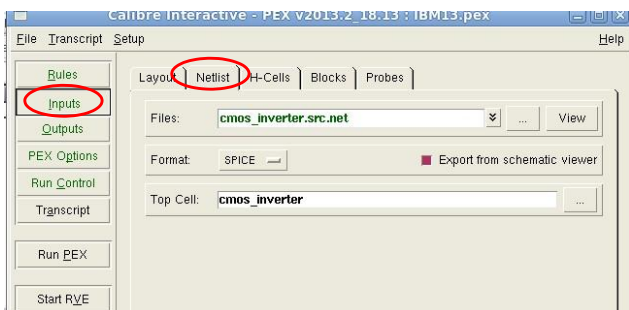 Calibre Interactive - PEX v2013.2_18.13 : IBM13.pex
File Transcript Setup Help
Rules
Inputs
Outputs
PEX Options
Run Control
Transcript
Run PEX
Start RVE
Layout Netlist H-Cells Blocks Probes
Files: cmos_inverter.src.net ... View
Format: SPICE Export from schematic viewer
Top Cell: cmos_inverter ...